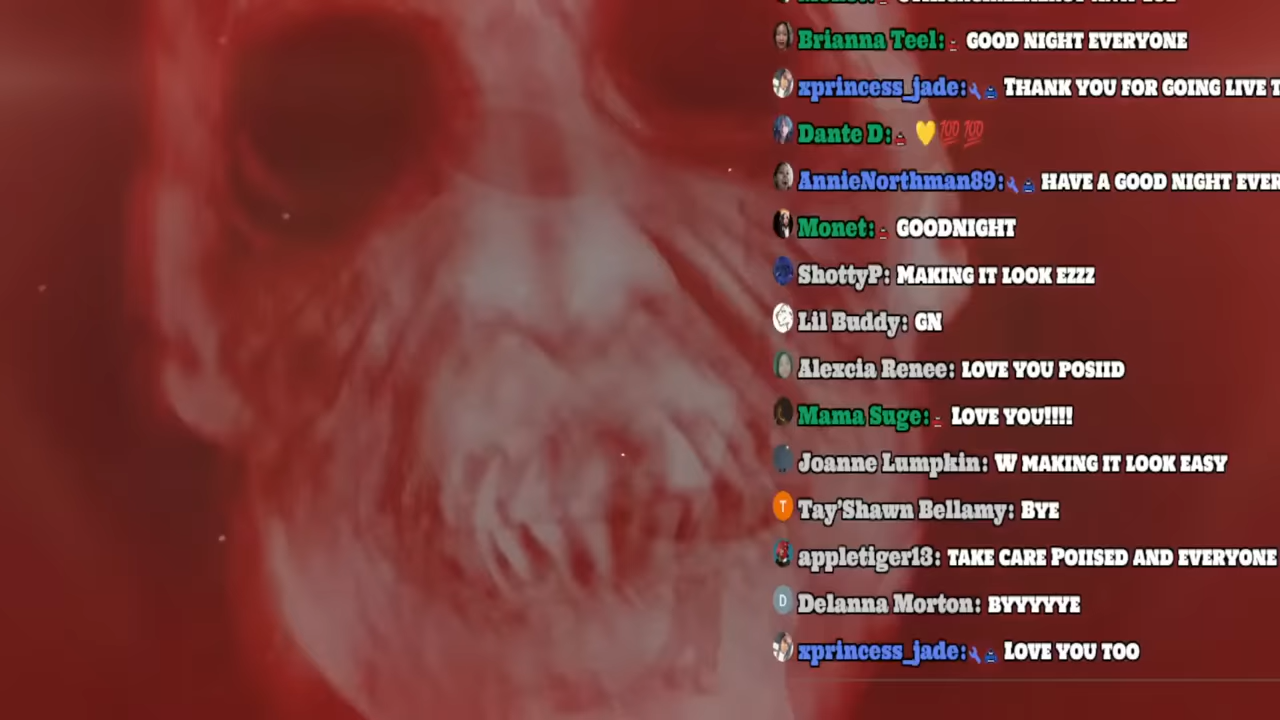 Brianna Teel: GOOD NIGHT EVERYONE
xprincess_jade: THANK YOU FOR GOING LIVE
Dante D: 💛💯💯
AnnieNorthman89: HAVE A GOOD NIGHT
Monet: GOODNIGHT
ShottyP: MAKING IT LOOK EZZZ
Lil Buddy: GN
Alexcia Renee: LOVE YOU POSIID
Mama Suge: LOVE YOU!!!!
Joanne Lumpkin: W MAKING IT LOOK EASY
T Tay'Shawn Bellamy: BYE
appletiger13: TAKE CARE POIISED AND EVERYONE
D Delanna Morton: BYYYYYE
xprincess_jade: LOVE YOU TOO